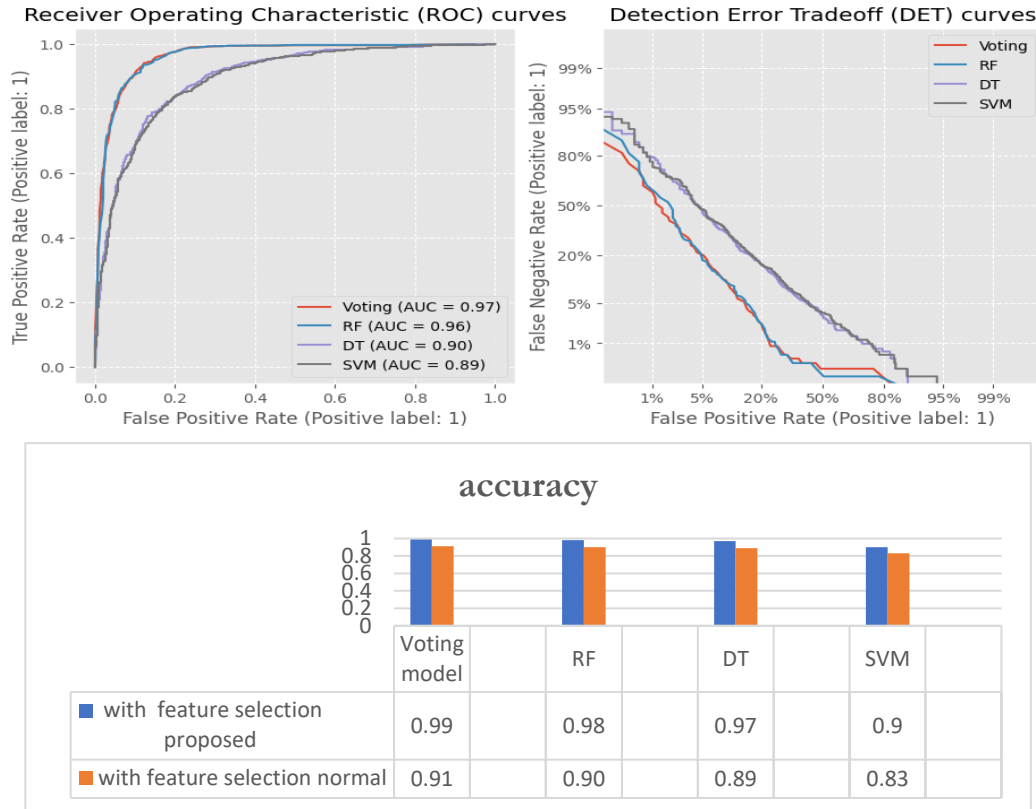 Receiver Operating Characteristic (ROC) curves
True Positive Rate (Positive label: 1)
1.0
0.8
0.6
0.4
0.2
0.0
Voting (AUC = 0.97)
RF (AUC = 0.96)
DT (AUC = 0.90)
SVM (AUC = 0.89)
0.0 0.2 0.4 0.6 0.8 1.0
False Positive Rate (Positive label: 1)
Detection Error Tradeoff (DET) curves
False Negative Rate (Positive label: 1)
99%
95%
80%
50%
20%
5%
1%
Voting
RF
DT
SVM
1% 5% 20% 50% 80% 95% 99%
False Positive Rate (Positive label: 1)
accuracy
1
0.8
0.6
0.4
0.2
0
Voting
model
RF DT SVM
with feature selection
proposed
0.99 0.98 0.97 0.9
with feature selection normal 0.91 0.90 0.89 0.83